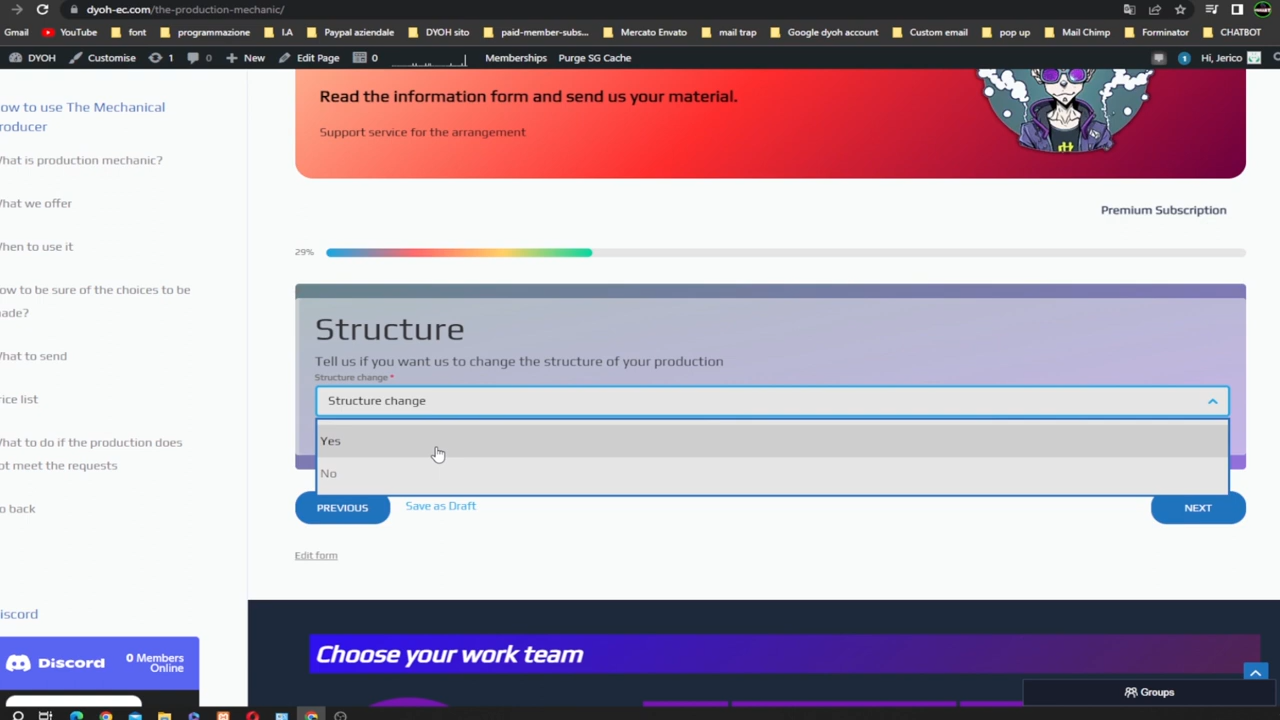 dyoh-ec.com/the-production-mechanic/
Gmail YouTube font programmazione I.A Paypal aziendale DYOH sito paid-member-subs... Mercato Envato mail trap Google dyoh account Custom email pop up Mail Chimp Forminator CHATBOT
DYOH Customise 1 0 New Edit Page 0 Memberships Purge SG Cache 1 Hi, Jerico
ow to use The Mechanical
roducer
hat is production mechanic?
hat we offer
hen to use it
ow to be sure of the choices to be
ade?
hat to send
rice list
hat to do if the production does
ot meet the requests
o back
iscord
Discord
0 Members
Online
Read the information form and send us your material.
Support service for the arrangement
Premium Subscription
29%
Structure
Tell us if you want us to change the structure of your production
Structure change *
Structure change
Yes
No
PREVIOUS Save as Draft NEXT
Edit form
Choose your work team
Groups